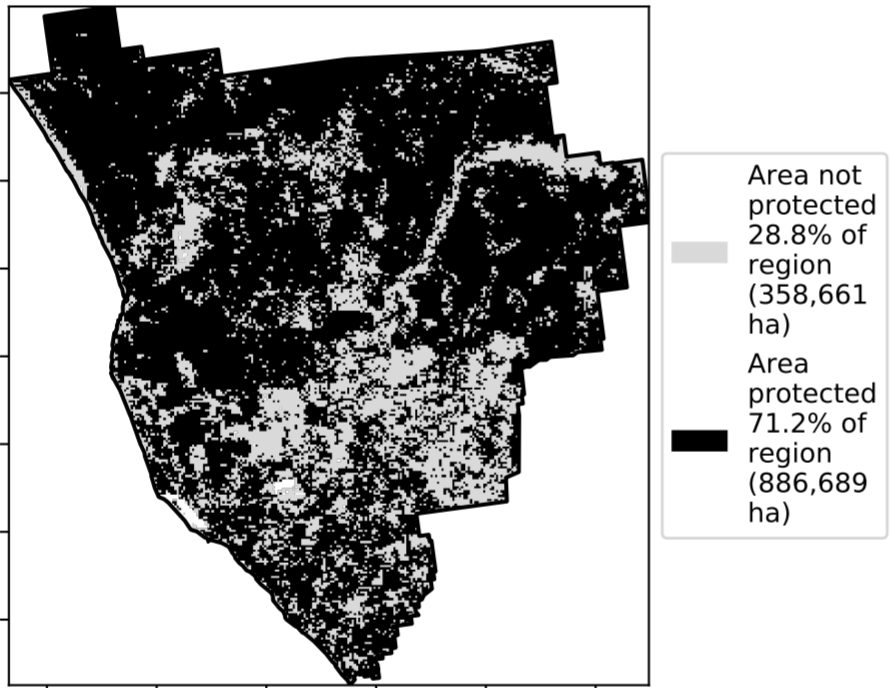 Area not
protected
28.8% of
region
(358,661
ha)
Area
protected
71.2% of
region
(886,689
ha)